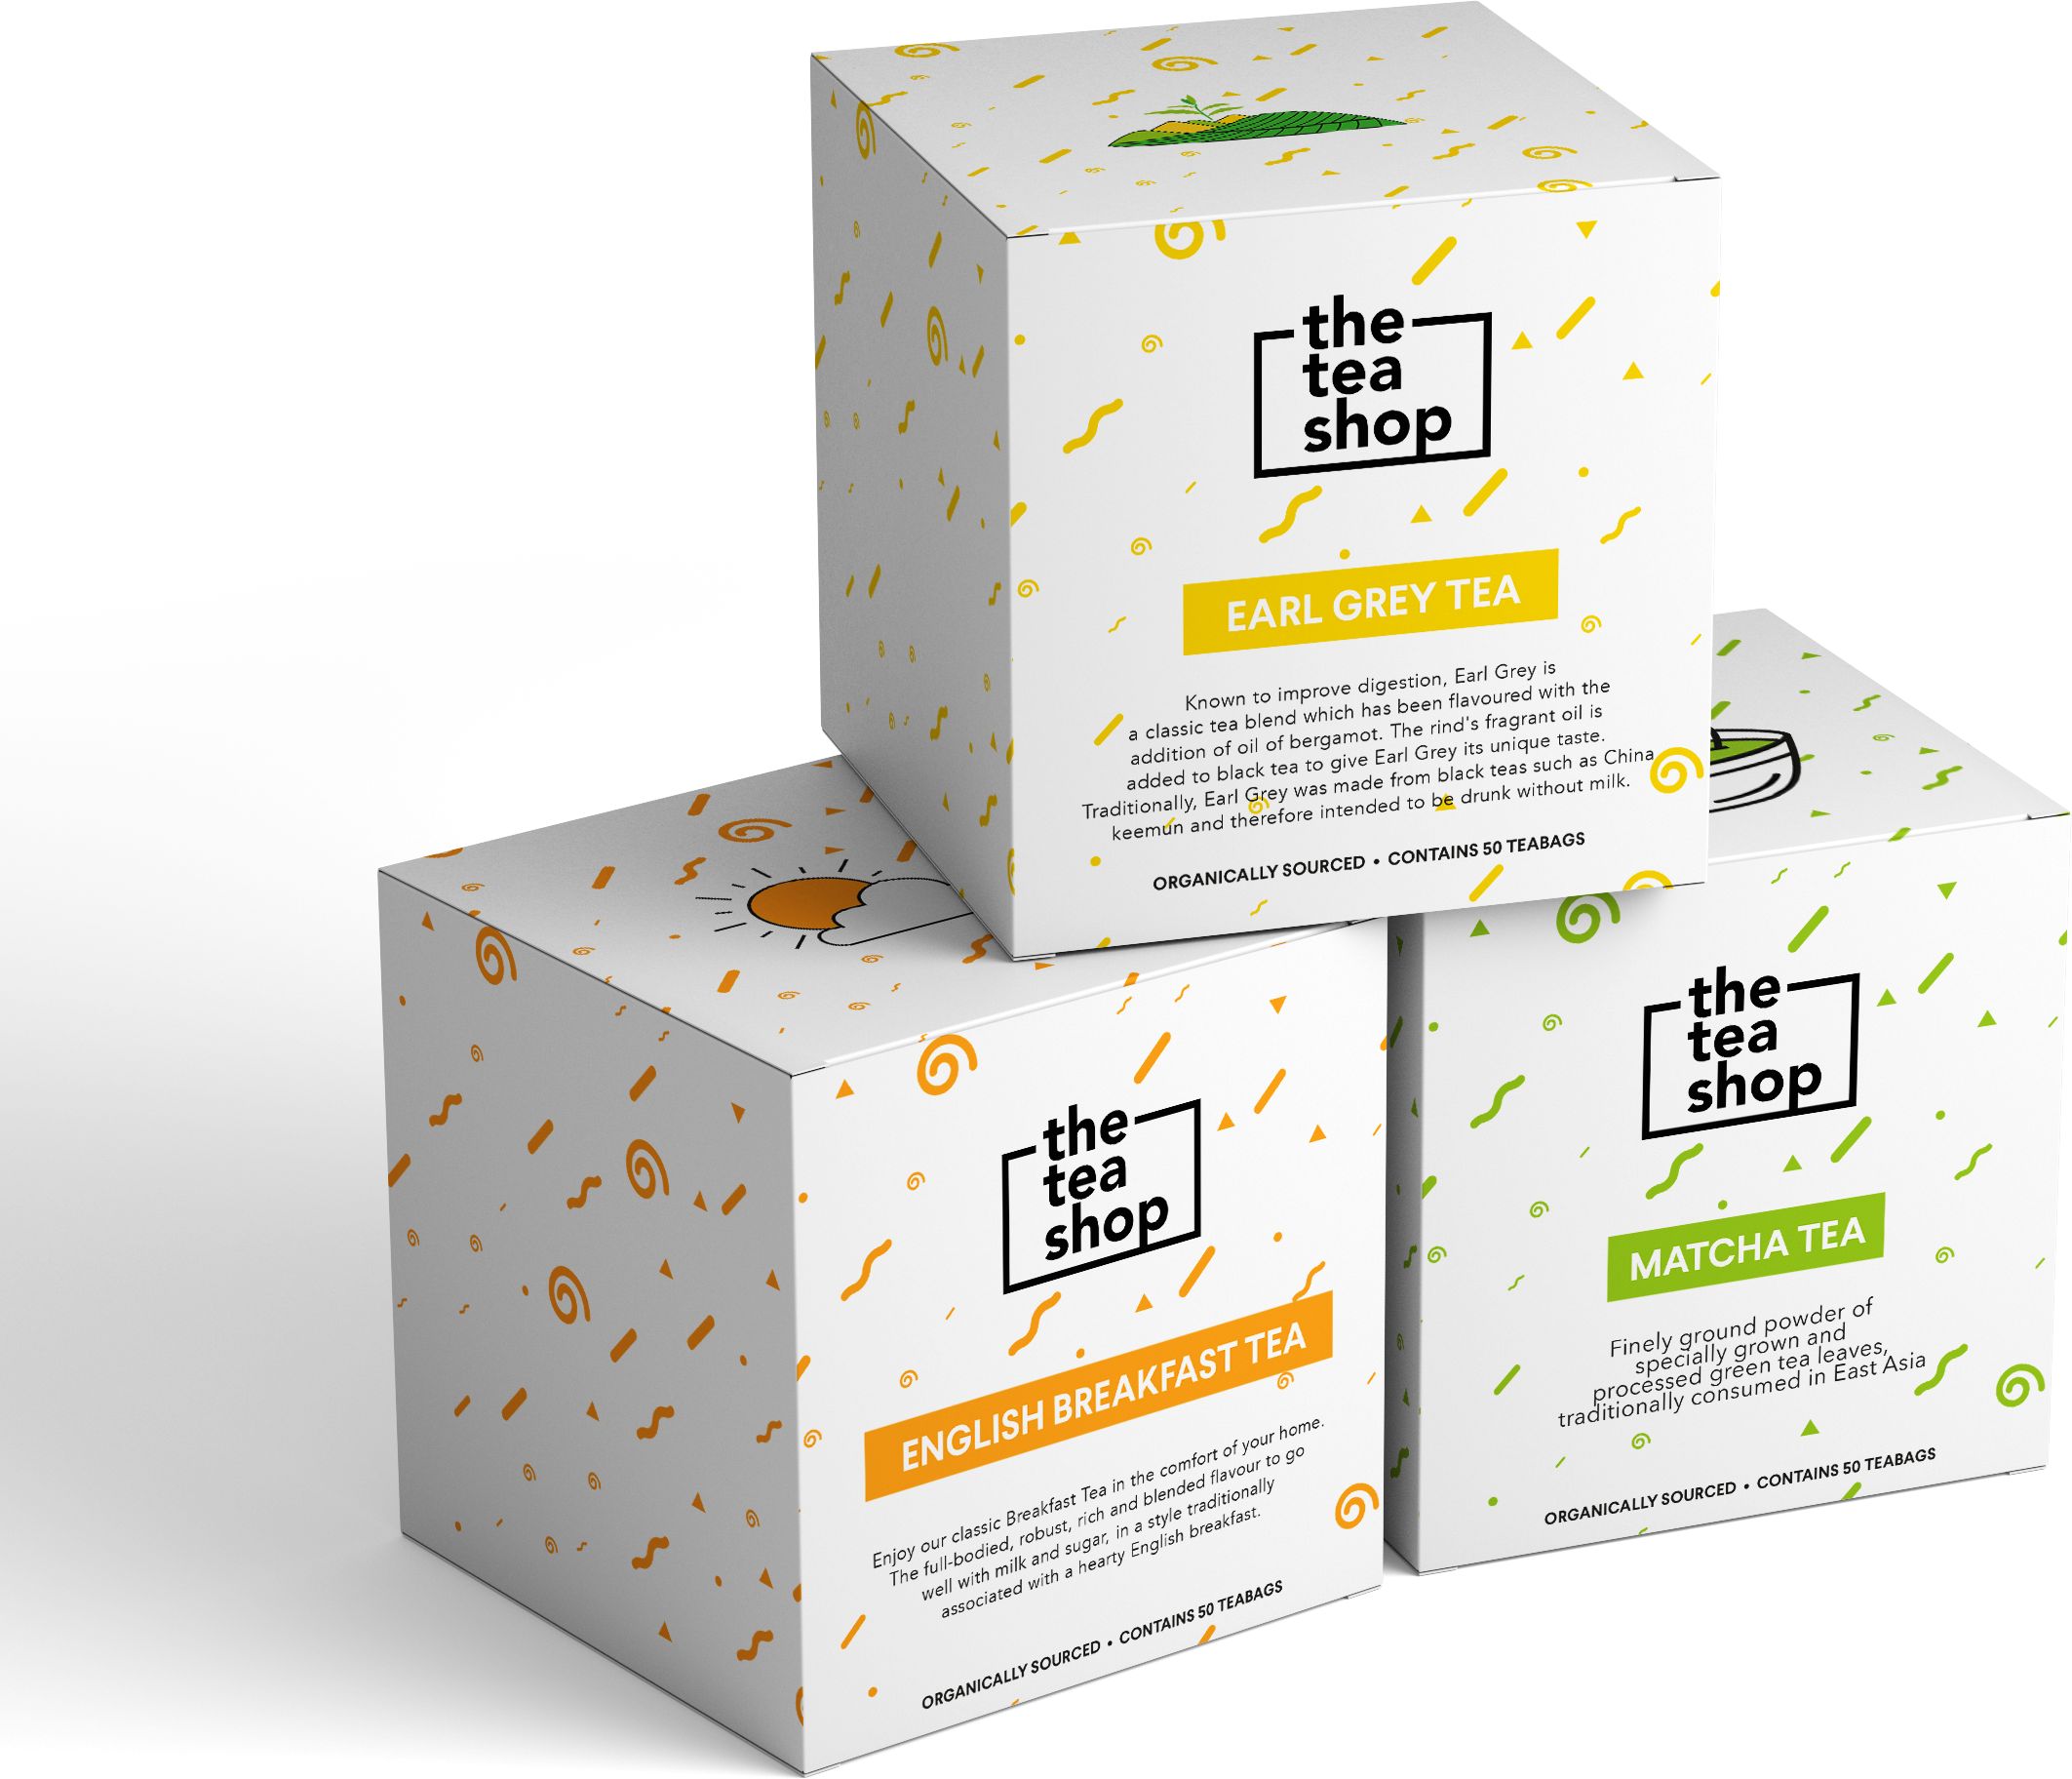 the
tea
shop
EARL GREY TEA
Known to improve digestion, Earl Grey is
a classic tea blend which has been flavoured with the
addition of oil of bergamot. The rind's fragrant oil is
added to black tea to give Earl Grey its unique taste.
Traditionally, Earl Grey was made from black teas such as China
keemun and therefore intended to be drunk without milk.
ORGANICALLY SOURCED • CONTAINS 50 TEABAGS
the
tea
shop
ENGLISH BREAKFAST TEA
Enjoy our classic Breakfast Tea in the comfort of your home.
The full-bodied, robust, rich and blended flavour to go
well with milk and sugar, in a style traditionally
associated with a hearty English breakfast.
ORGANICALLY SOURCED • CONTAINS 50 TEABAGS
the
tea
shop
MATCHA TEA
Finely ground powder of
specially grown and
processed green tea leaves,
traditionally consumed in East Asia
ORGANICALLY SOURCED • CONTAINS 50 TEABAGS